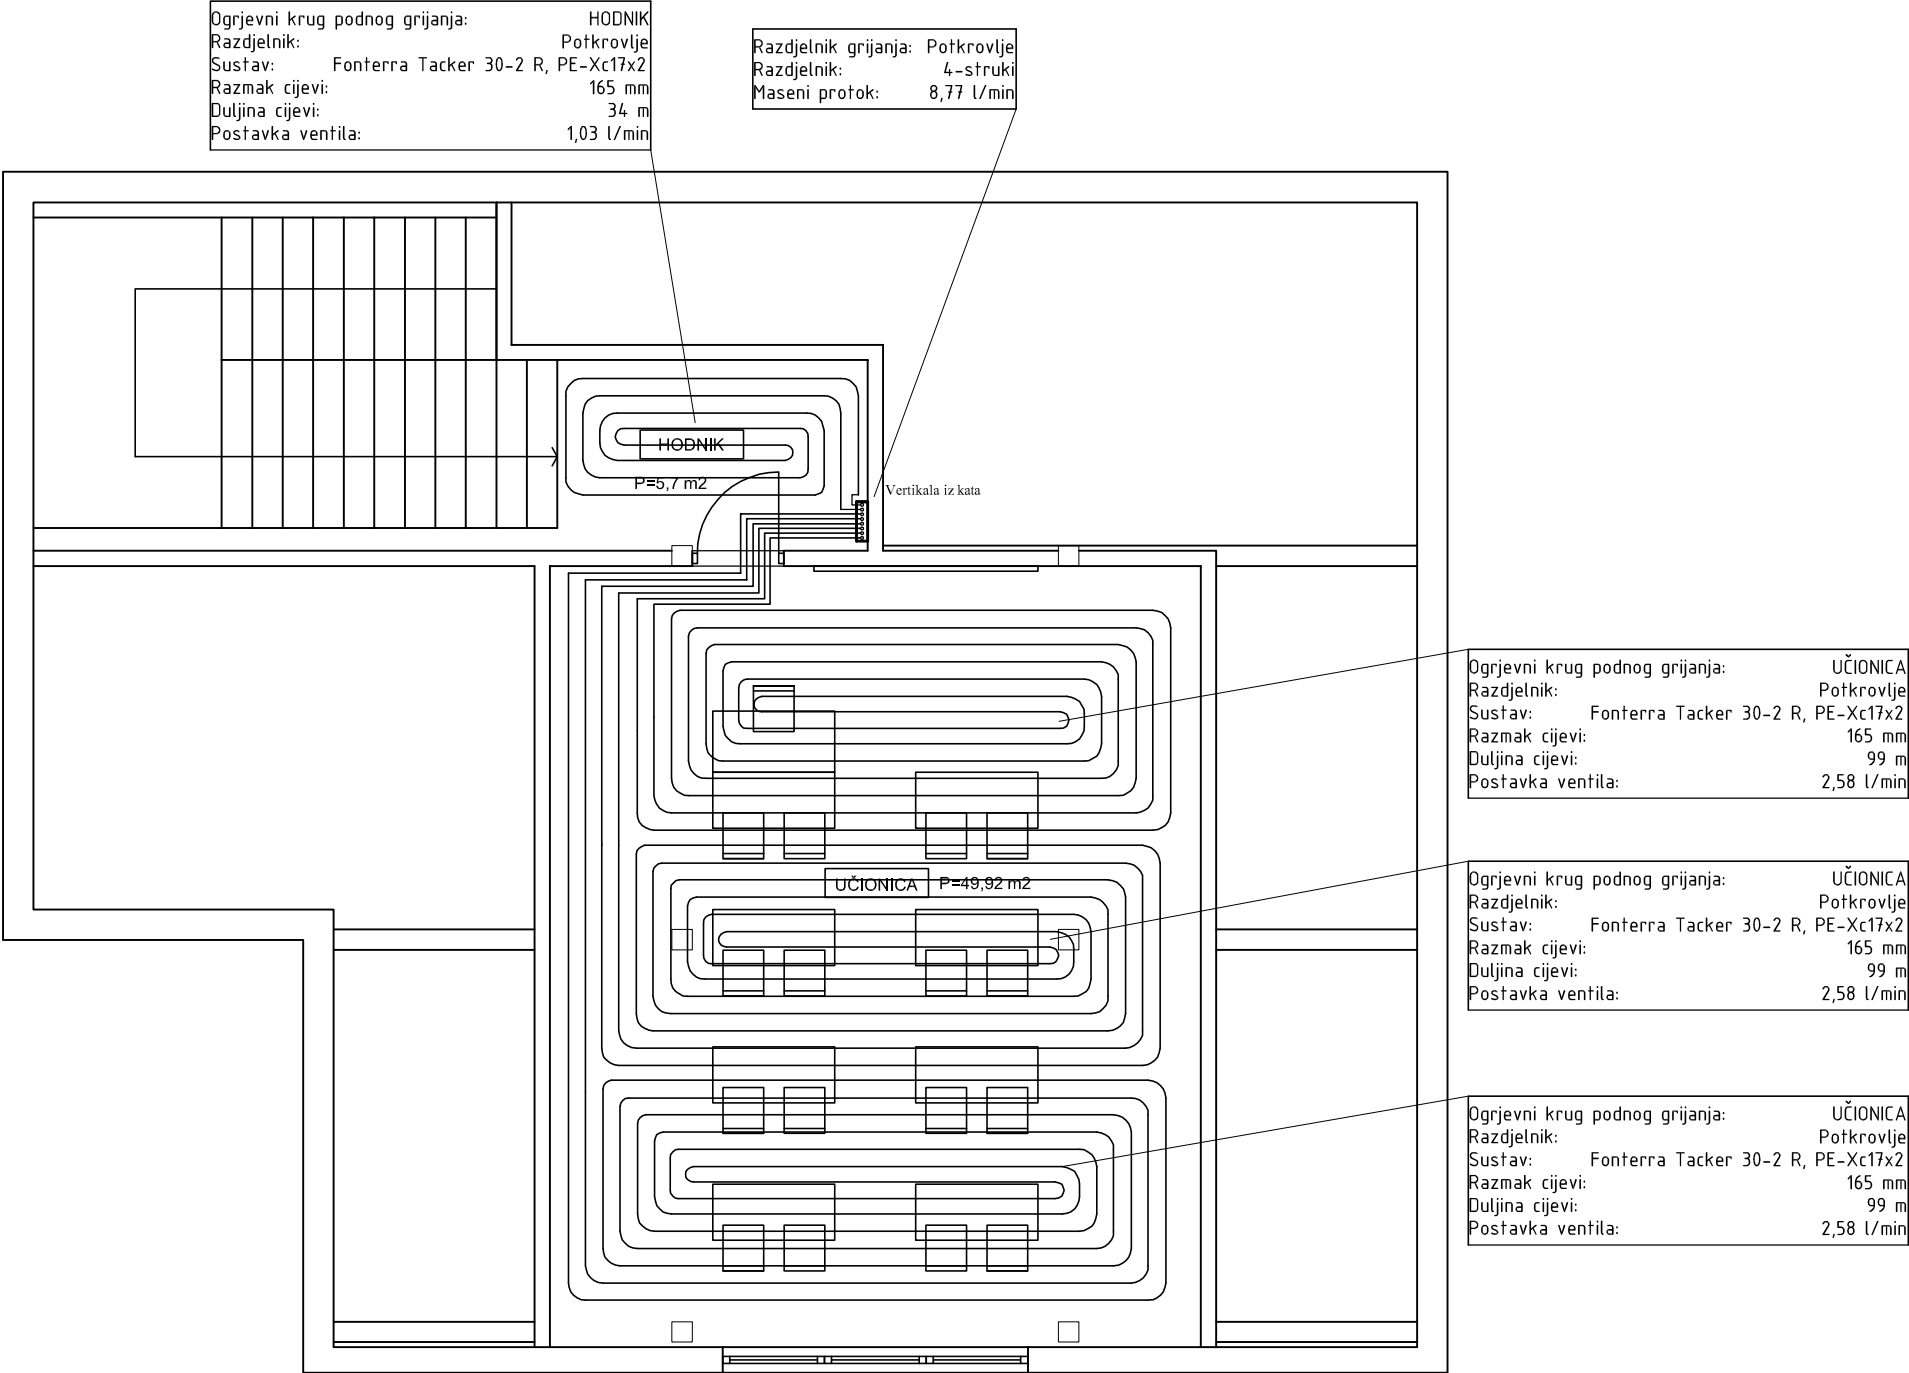 Ogrjevni krug podnog grijanja: HODNIK
Razdjelnik: Potkrovlje
Sustav: Fonterra Tacker 30-2 R, PE-Xc17x2
Razmak cijevi: 165 mm
Duljina cijevi: 34 m
Postavka ventila: 1,03 l/min
Razdjelnik grijanja: Potkrovlje
Razdjelnik: 4-struki
Maseni protok: 8,77 l/min
HODNIK
P=5,7 m2
Vertikala iz kata
Ogrjevni krug podnog grijanja: UČIONICA
Razdjelnik: Potkrovlje
Sustav: Fonterra Tacker 30-2 R, PE-Xc17x2
Razmak cijevi: 165 mm
Duljina cijevi: 99 m
Postavka ventila: 2,58 l/min
UČIONICA P=49,92 m2
Ogrjevni krug podnog grijanja: UČIONICA
Razdjelnik: Potkrovlje
Sustav: Fonterra Tacker 30-2 R, PE-Xc17x2
Razmak cijevi: 165 mm
Duljina cijevi: 99 m
Postavka ventila: 2,58 l/min
Ogrjevni krug podnog grijanja: UČIONICA
Razdjelnik: Potkrovlje
Sustav: Fonterra Tacker 30-2 R, PE-Xc17x2
Razmak cijevi: 165 mm
Duljina cijevi: 99 m
Postavka ventila: 2,58 l/min